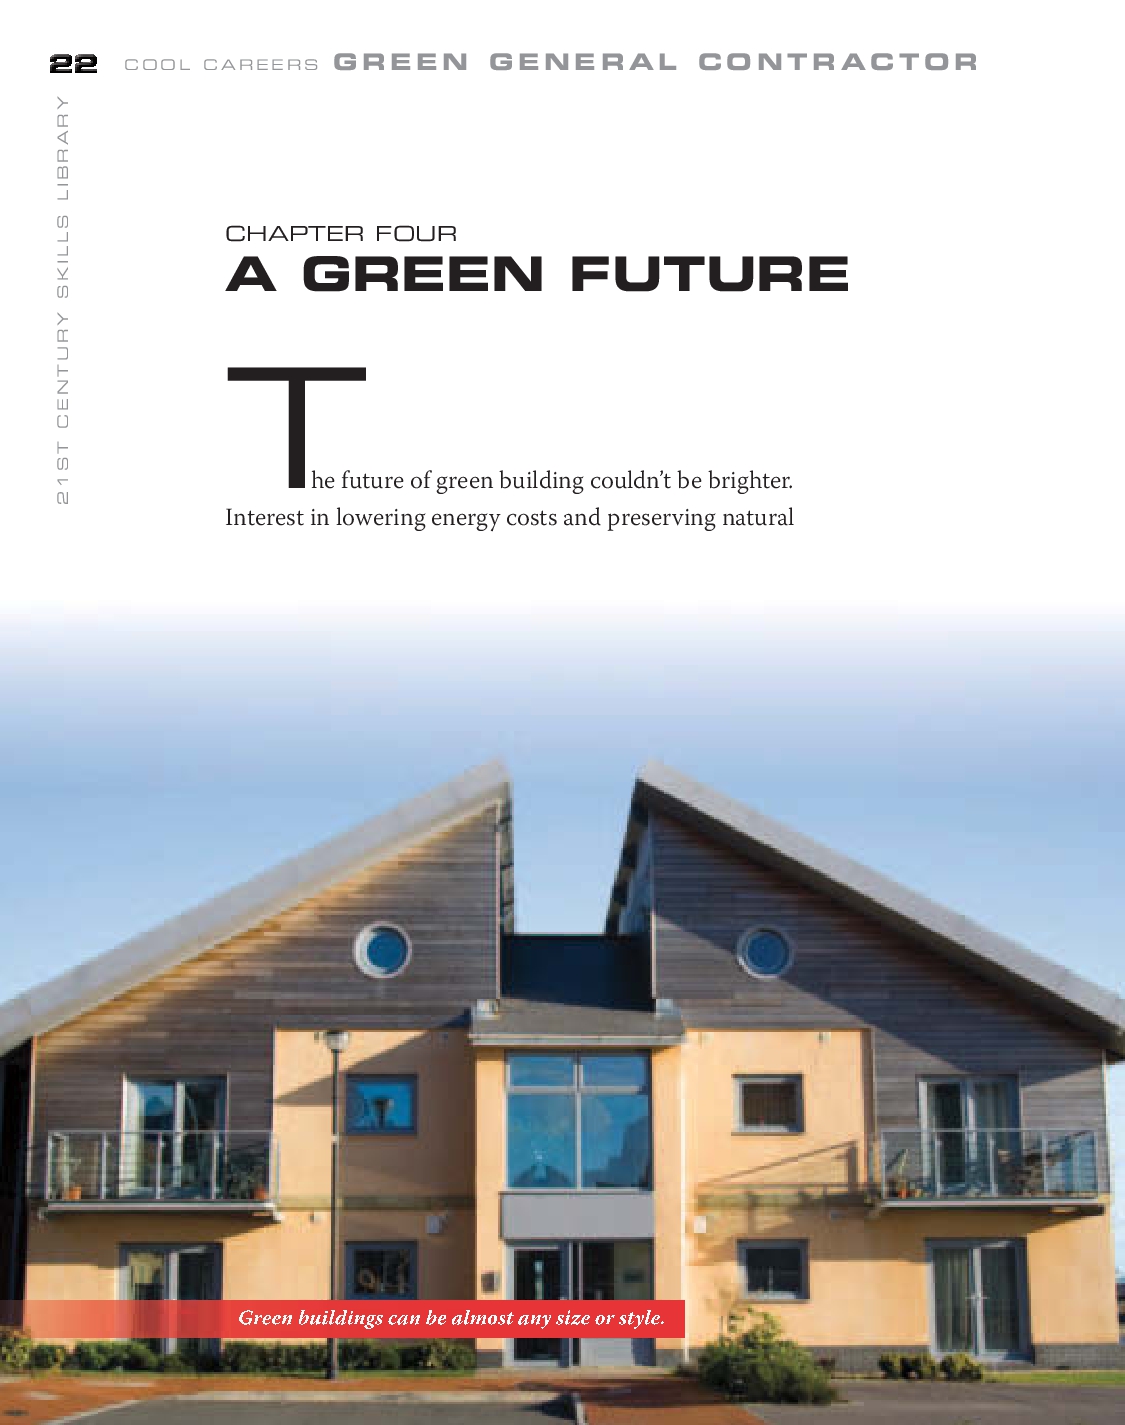 22 COOL CAREERS GREEN GENERAL CONTRACTOR
21ST CENTURY SKILLS LIBRARY
CHAPTER FOUR
A GREEN FUTURE
The future of green building couldn’t be brighter.
Interest in lowering energy costs and preserving natural
Green buildings can be almost any size or style.